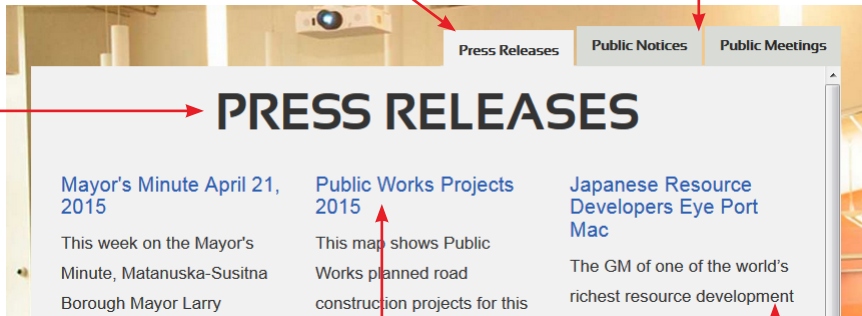 Press Releases Public Notices Public Meetings
PRESS RELEASES
Mayor's Minute April 21,
2015
This week on the Mayor's
Minute, Matanuska-Susitna
Borough Mayor Larry
Public Works Projects
2015
This map shows Public
Works planned road
construction projects for this
Japanese Resource
Developers Eye Port
Mac
The GM of one of the world’s
richest resource development